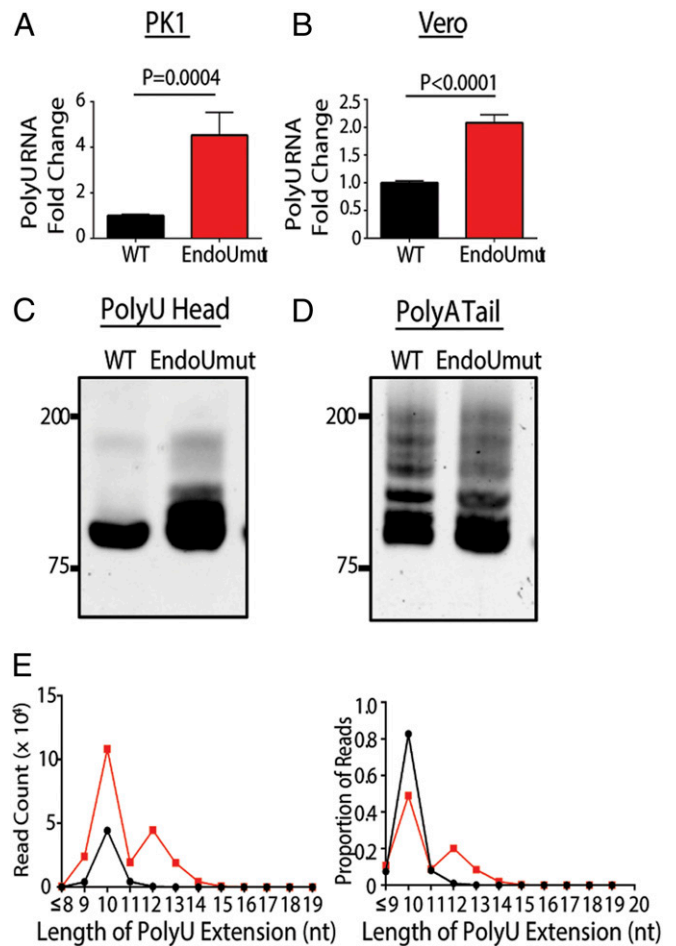 A
PK1
P=0.0004
PolyU RNA
Fold Change
6
4
2
0
WT
EndoUmut
B
Vero
P<0.0001
PolyU RNA
Fold Change
2.5
2.0
1.5
1.0
0.5
0
WT
EndoUmut
C
PolyU Head
WT EndoUmut
200
75
D
PolyATail
WT EndoUmut
200
75
E
Read Count (x 10⁴)
15
10
5
0
≤8 9 10 11 12 13 14 15 16 17 18 19
Length of PolyU Extension (nt)
Proportion of Reads
1.0
0.8
0.6
0.4
0.2
0
≤9 10 11 12 13 14 15 16 17 18 19 20
Length of PolyU Extension (nt)